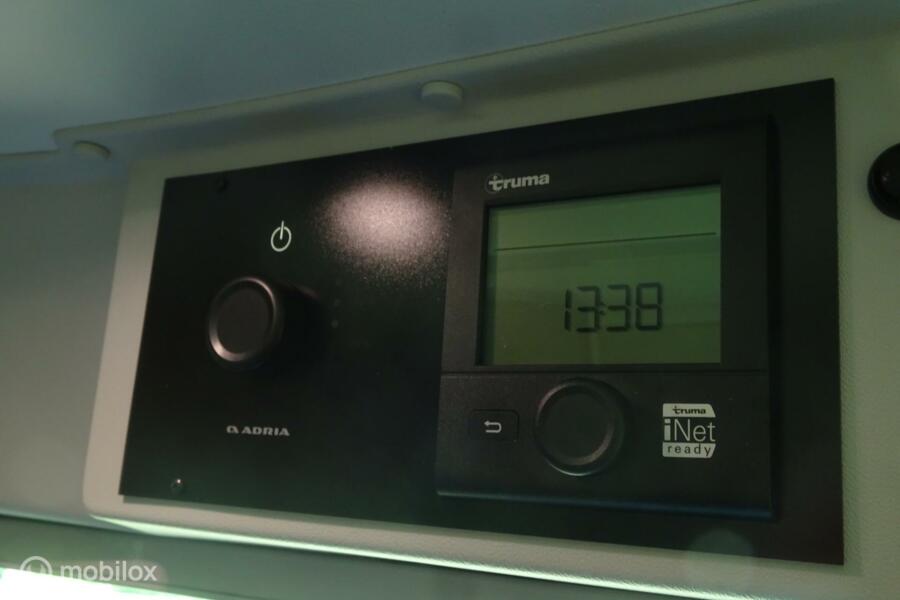 truma
13:38
ADRIA
truma
iNet
ready
mobilox